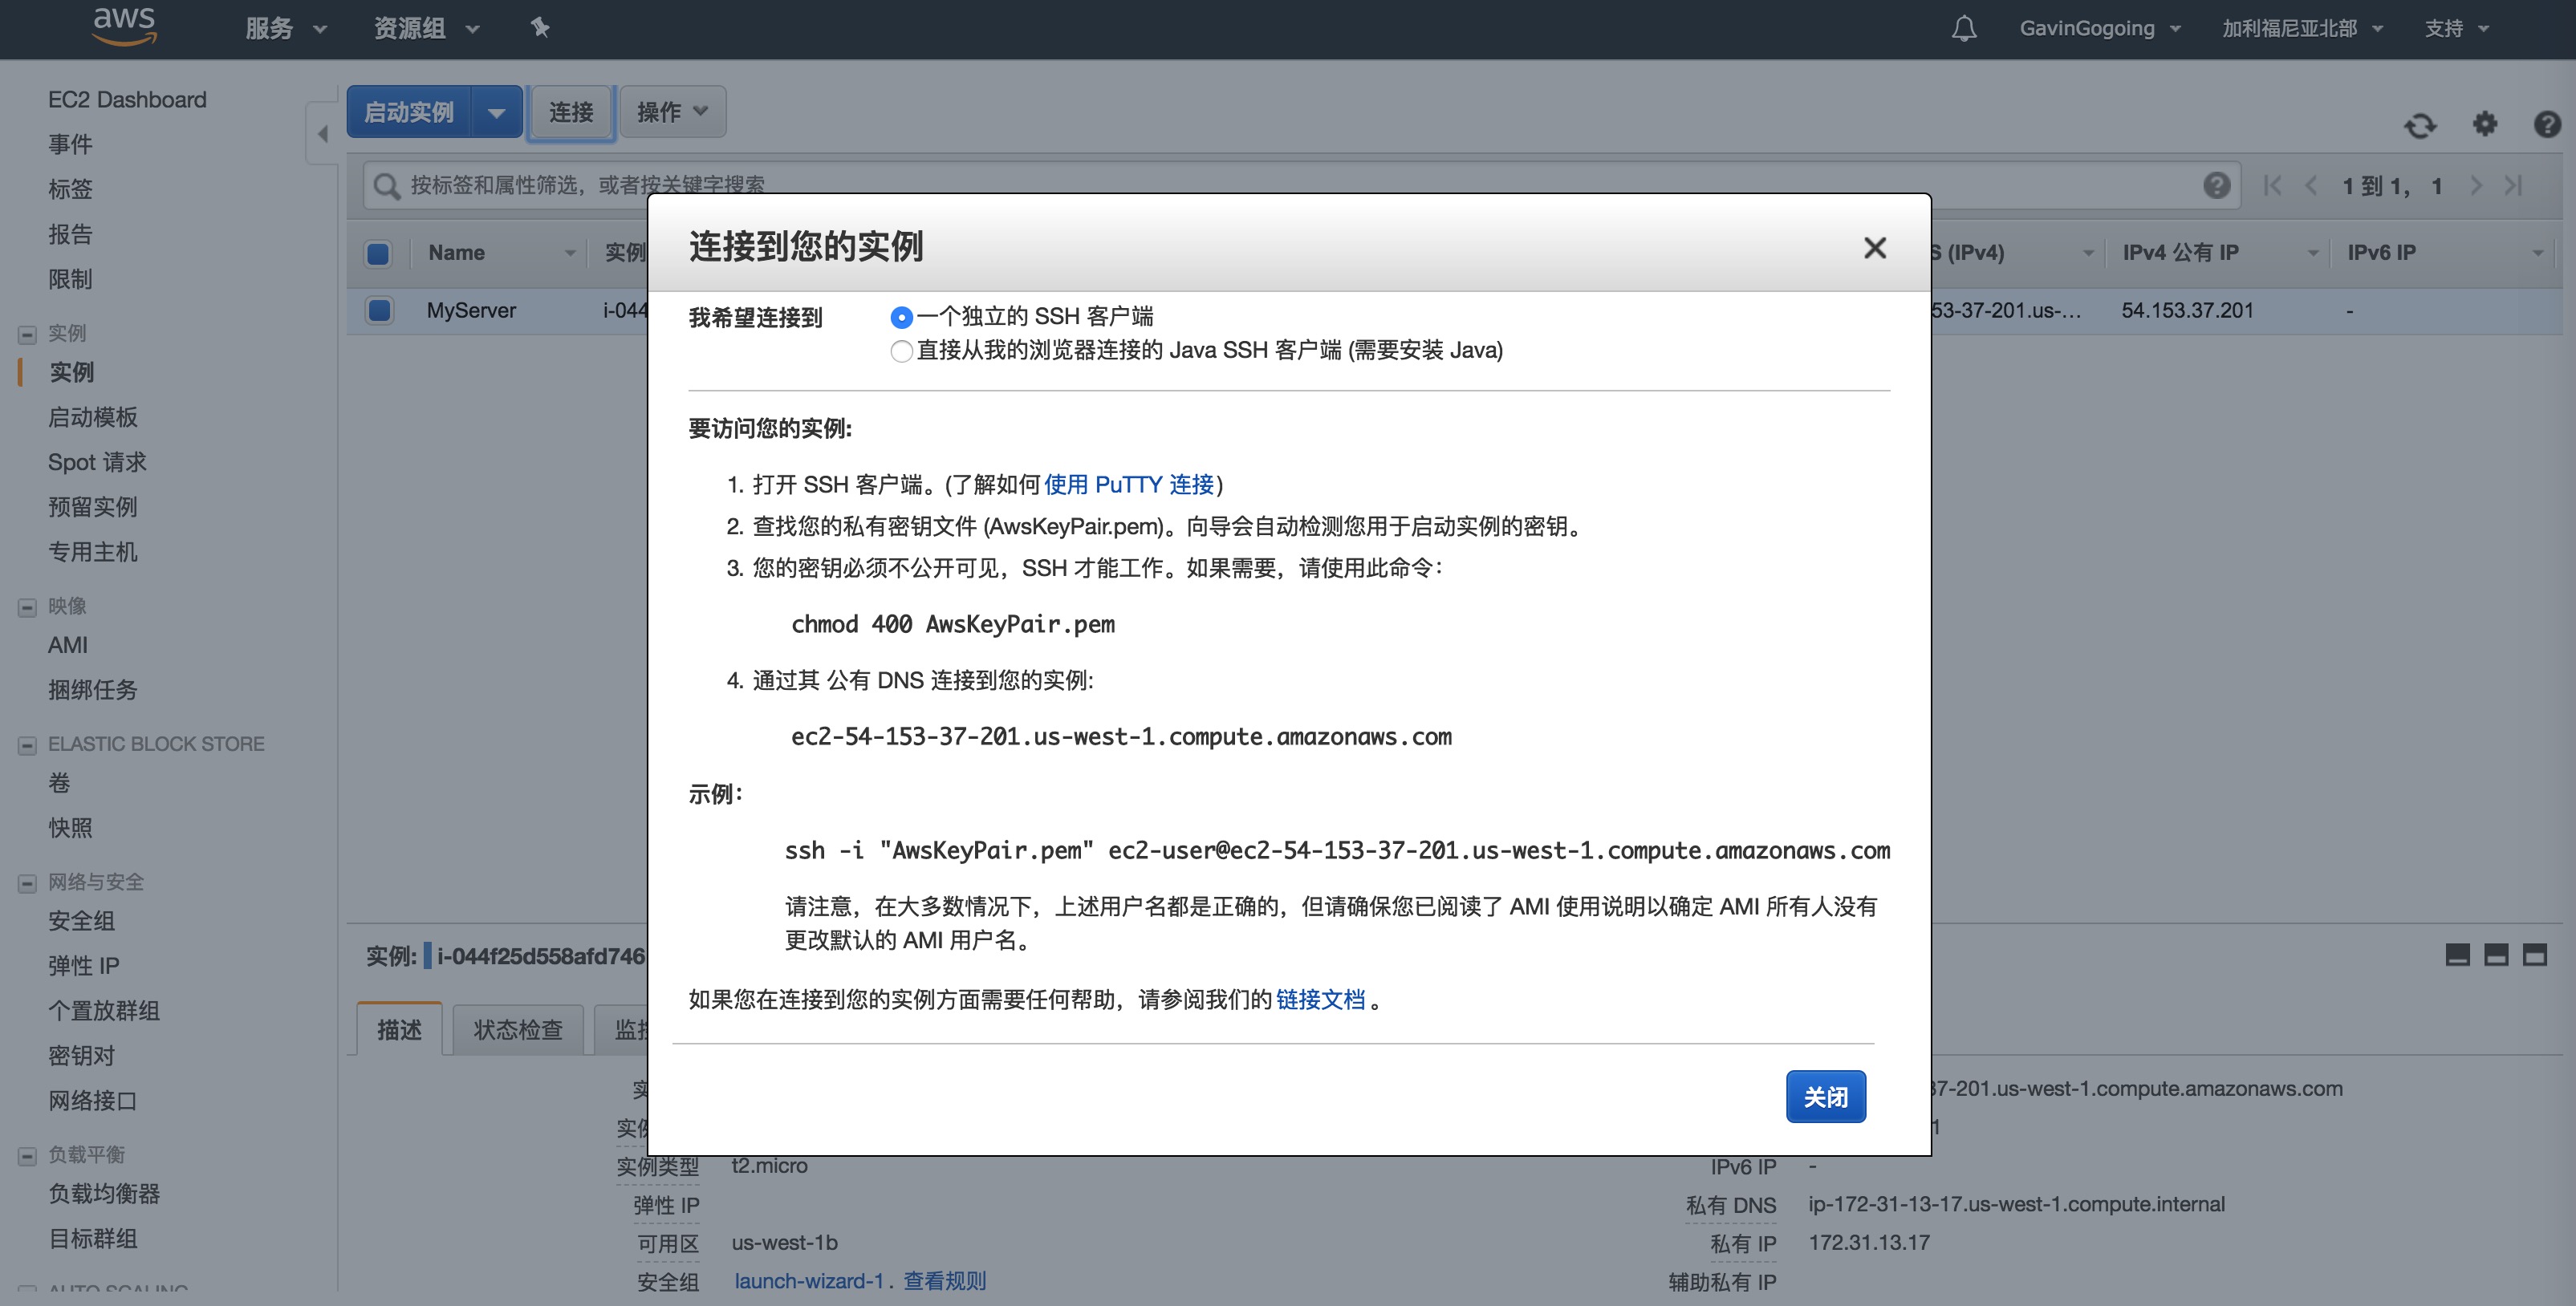 aws 服务 资源组 GavinGogoing 加利福尼亚北部 支持
EC2 Dashboard
事件
标签
报告
限制
实例
实例
启动模板
Spot 请求
预留实例
专用主机
映像
AMI
捆绑任务
ELASTIC BLOCK STORE
卷
快照
网络与安全
安全组
弹性 IP
个置放群组
密钥对
网络接口
负载平衡
负载均衡器
目标群组
AUTO SCALING
启动实例 连接 操作
按标签和属性筛选，或者按关键字搜索 1 到 1， 1
Name 实例 S (IPv4) IPv4 公有 IP IPv6 IP
MyServer i-044 53-37-201.us-... 54.153.37.201 -
连接到您的实例
我希望连接到 一个独立的 SSH 客户端
直接从我的浏览器连接的 Java SSH 客户端 (需要安装 Java)
要访问您的实例:
1. 打开 SSH 客户端。(了解如何 使用 PuTTY 连接)
2. 查找您的私有密钥文件 (AwsKeyPair.pem)。向导会自动检测您用于启动实例的密钥。
3. 您的密钥必须不公开可见，SSH 才能工作。如果需要，请使用此命令：
chmod 400 AwsKeyPair.pem
4. 通过其 公有 DNS 连接到您的实例:
ec2-54-153-37-201.us-west-1.compute.amazonaws.com
示例：
ssh -i "AwsKeyPair.pem" ec2-user@ec2-54-153-37-201.us-west-1.compute.amazonaws.com
请注意，在大多数情况下，上述用户名都是正确的，但请确保您已阅读了 AMI 使用说明以确定 AMI 所有人没有
更改默认的 AMI 用户名。
如果您在连接到您的实例方面需要任何帮助，请参阅我们的 链接文档 。
关闭
实例: i-044f25d558afd746
描述 状态检查 监控
37-201.us-west-1.compute.amazonaws.com
实例类型 t2.micro IPv6 IP -
弹性 IP 私有 DNS ip-172-31-13-17.us-west-1.compute.internal
可用区 us-west-1b 私有 IP 172.31.13.17
安全组 launch-wizard-1 . 查看规则 辅助私有 IP